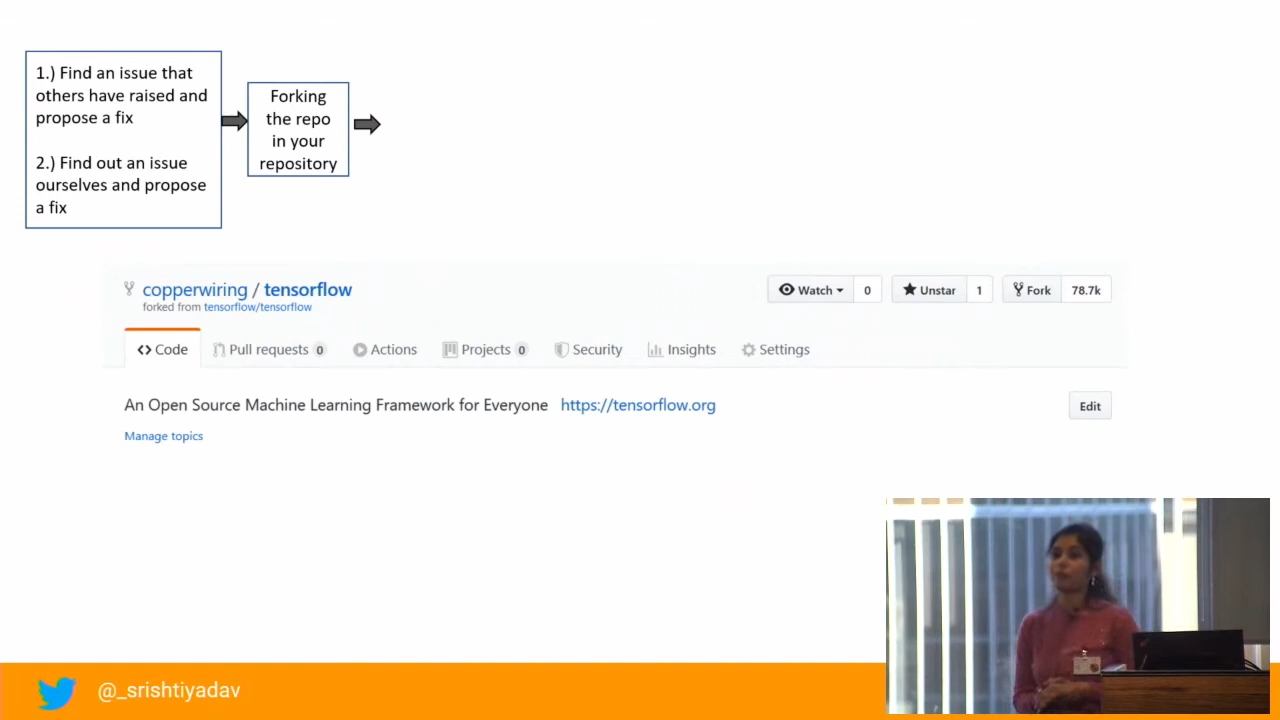 1.) Find an issue that
others have raised and
propose a fix
2.) Find out an issue
ourselves and propose
a fix
Forking
the repo
in your
repository
copperwiring / tensorflow
forked from tensorflow/tensorflow
Watch 0
Unstar 1
Fork 78.7k
Code
Pull requests 0
Actions
Projects 0
Security
Insights
Settings
An Open Source Machine Learning Framework for Everyone https://tensorflow.org
Edit
Manage topics
@_srishtiyadav